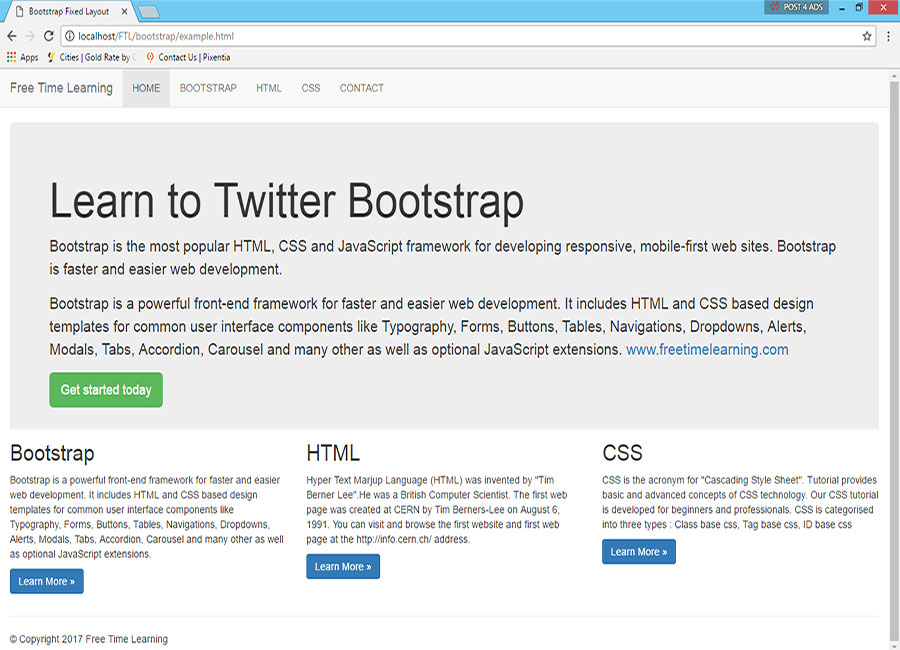 Bootstrap Fixed Layout
POST 4 ADS
localhost/FTL/bootstrap/example.html
Apps Cities | Gold Rate by C Contact Us | Pixentia
Free Time Learning HOME BOOTSTRAP HTML CSS CONTACT
Learn to Twitter Bootstrap
Bootstrap is the most popular HTML, CSS and JavaScript framework for developing responsive, mobile-first web sites. Bootstrap
is faster and easier web development.
Bootstrap is a powerful front-end framework for faster and easier web development. It includes HTML and CSS based design
templates for common user interface components like Typography, Forms, Buttons, Tables, Navigations, Dropdowns, Alerts,
Modals, Tabs, Accordion, Carousel and many other as well as optional JavaScript extensions. www.freetimelearning.com
Get started today
Bootstrap
Bootstrap is a powerful front-end framework for faster and easier
web development. It includes HTML and CSS based design
templates for common user interface components like
Typography, Forms, Buttons, Tables, Navigations, Dropdowns,
Alerts, Modals, Tabs, Accordion, Carousel and many other as well
as optional JavaScript extensions.
Learn More »
HTML
Hyper Text Marjup Language (HTML) was invented by "Tim
Berner Lee".He was a British Computer Scientist. The first web
page was created at CERN by Tim Berners-Lee on August 6,
1991. You can visit and browse the first website and first web
page at the http://info.cern.ch/ address.
Learn More »
CSS
CSS is the acronym for "Cascading Style Sheet". Tutorial provides
basic and advanced concepts of CSS technology. Our CSS tutorial
is developed for beginners and professionals. CSS is categorised
into three types : Class base css, Tag base css, ID base css
Learn More »
© Copyright 2017 Free Time Learning